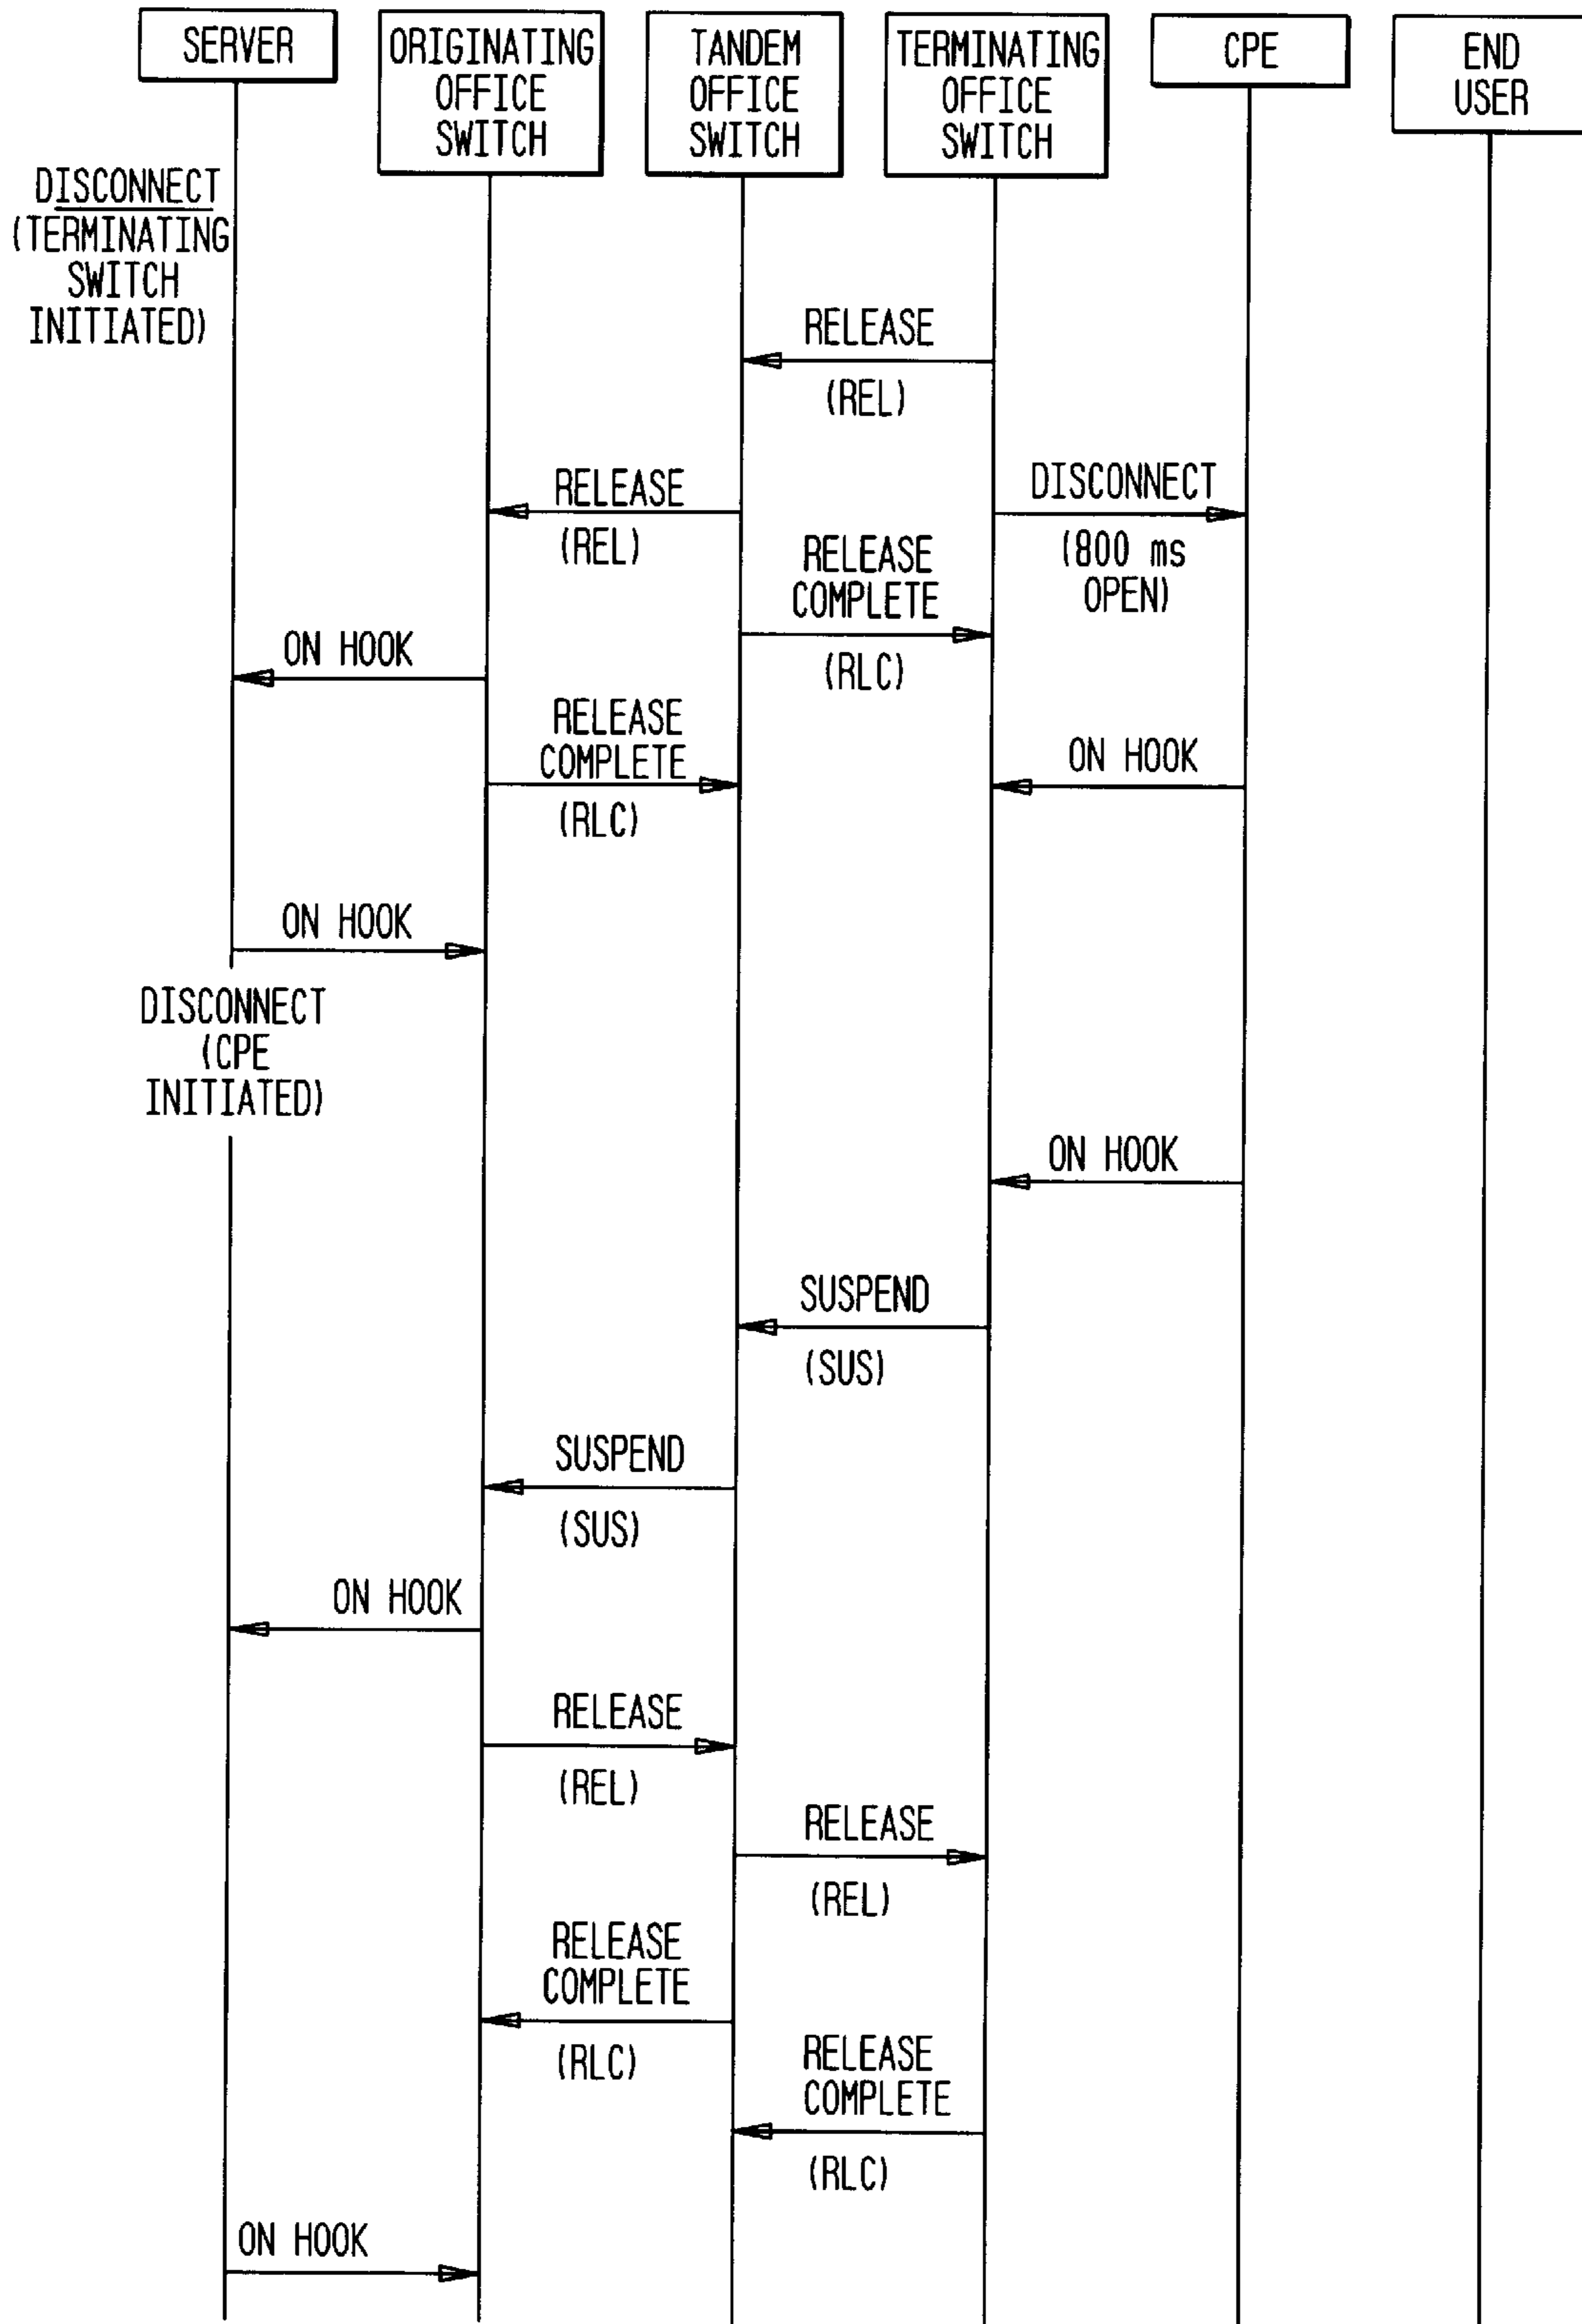 SERVER
ORIGINATING
OFFICE
SWITCH
TANDEM
OFFICE
SWITCH
TERMINATING
OFFICE
SWITCH
CPE
END
USER
DISCONNECT
(TERMINATING
SWITCH
INITIATED)
RELEASE
(REL)
RELEASE
(REL)
DISCONNECT
(800 ms
OPEN)
RELEASE
COMPLETE
(RLC)
ON HOOK
RELEASE
COMPLETE
(RLC)
ON HOOK
ON HOOK
DISCONNECT
(CPE
INITIATED)
ON HOOK
SUSPEND
(SUS)
SUSPEND
(SUS)
ON HOOK
RELEASE
(REL)
RELEASE
(REL)
RELEASE
COMPLETE
(RLC)
RELEASE
COMPLETE
(RLC)
ON HOOK